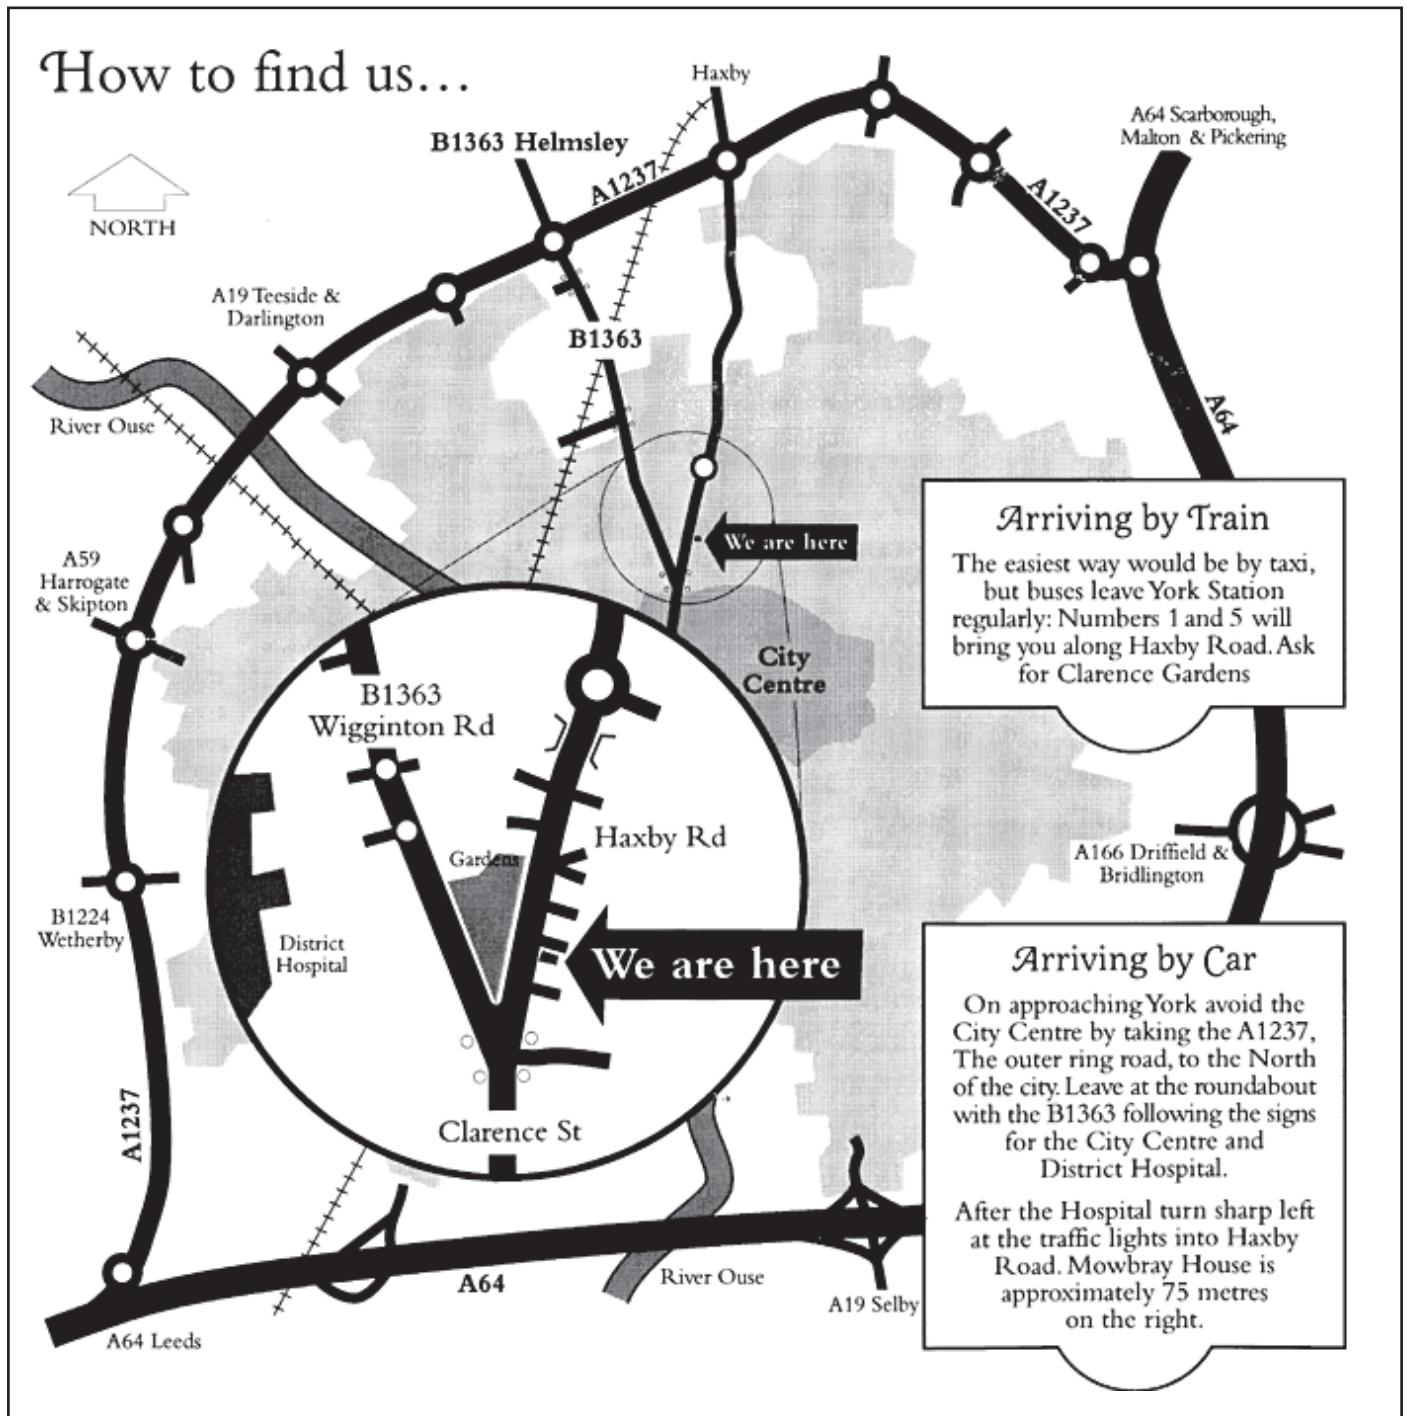 How to find us...
NORTH
Haxby
B1363 Helmsley
A1237
A64 Scarborough,
Malton & Pickering
A1237
A19 Teeside &
Darlington
B1363
River Ouse
A64
We are here
A59
Harrogate
& Skipton
City
Centre
B1363
Wigginton Rd
Haxby Rd
Gardens
B1224
Wetherby
District
Hospital
We are here
A166 Driffield &
Bridlington
A1237
Clarence St
River Ouse
A64
A19 Selby
A64 Leeds
Arriving by Train
The easiest way would be by taxi,
but buses leave York Station
regularly: Numbers 1 and 5 will
bring you along Haxby Road. Ask
for Clarence Gardens
Arriving by Car
On approaching York avoid the
City Centre by taking the A1237,
The outer ring road, to the North
of the city. Leave at the roundabout
with the B1363 following the signs
for the City Centre and
District Hospital.
After the Hospital turn sharp left
at the traffic lights into Haxby
Road. Mowbray House is
approximately 75 metres
on the right.